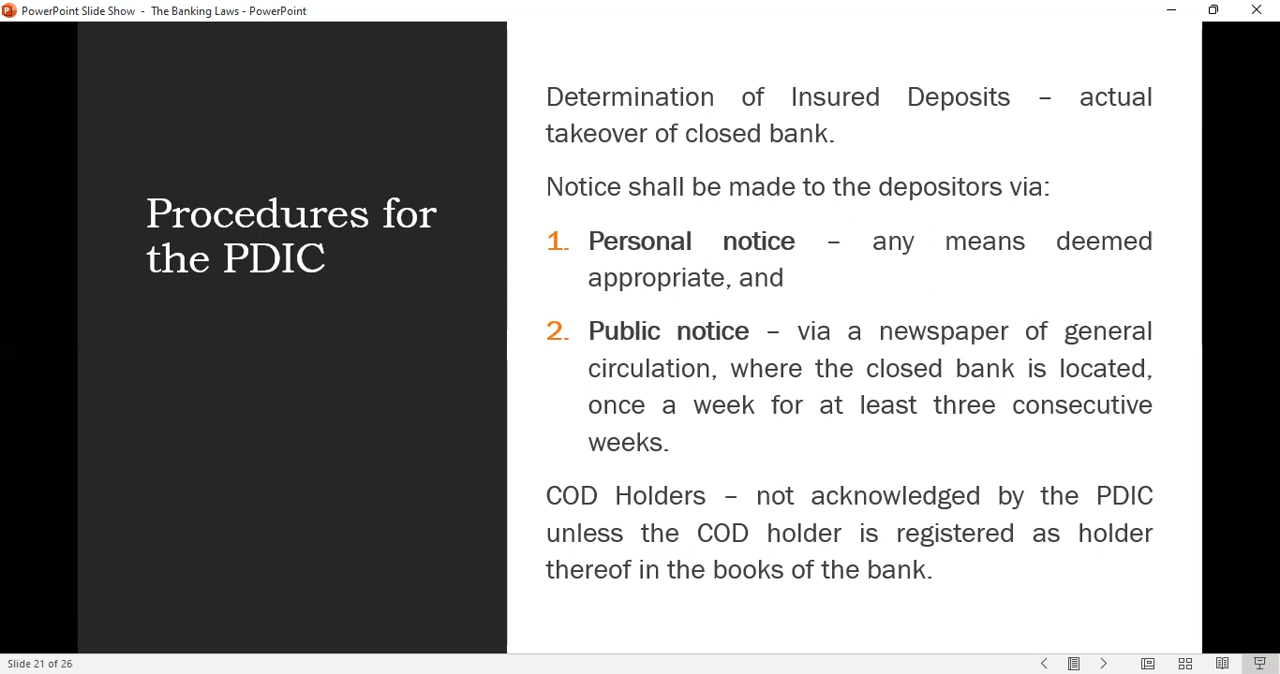 PowerPoint Slide Show - The Banking Laws - PowerPoint
Procedures for
the PDIC
Determination of Insured Deposits – actual
takeover of closed bank.
Notice shall be made to the depositors via:
1. Personal notice – any means deemed
appropriate, and
2. Public notice – via a newspaper of general
circulation, where the closed bank is located,
once a week for at least three consecutive
weeks.
COD Holders – not acknowledged by the PDIC
unless the COD holder is registered as holder
thereof in the books of the bank.
Slide 21 of 26